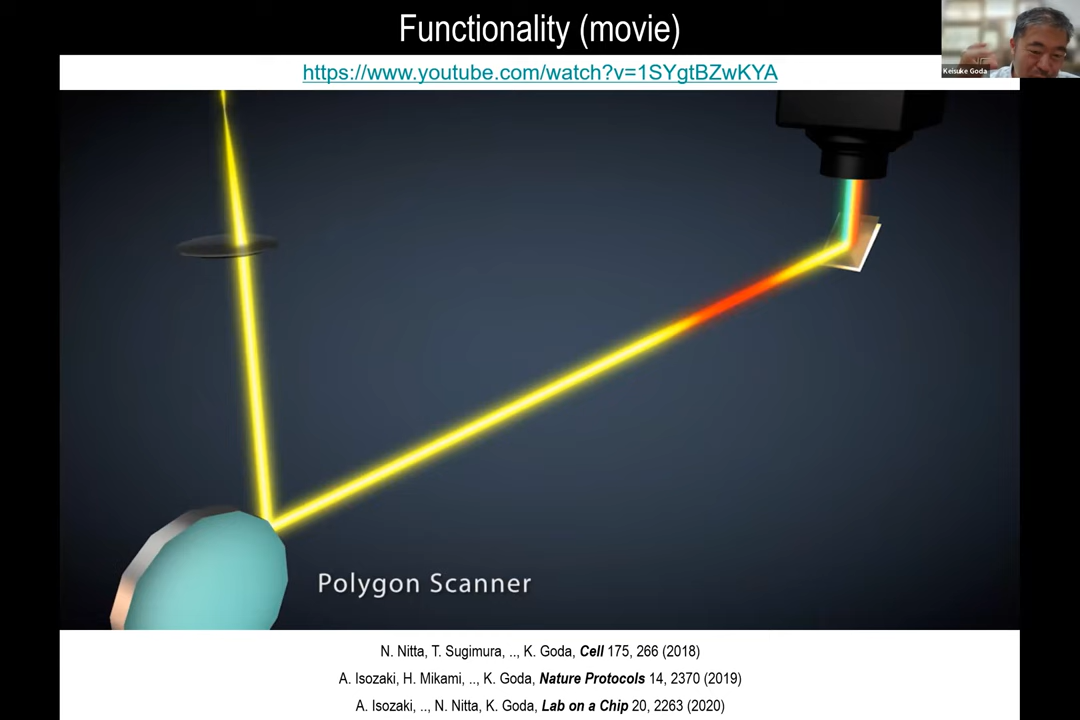 Functionality (movie)
https://www.youtube.com/watch?v=1SYgtBZwKYA
Keisuke Goda
Polygon Scanner
N. Nitta, T. Sugimura, .., K. Goda, Cell 175, 266 (2018)
A. Isozaki, H. Mikami, .., K. Goda, Nature Protocols 14, 2370 (2019)
A. Isozaki, .., N. Nitta, K. Goda, Lab on a Chip 20, 2263 (2020)